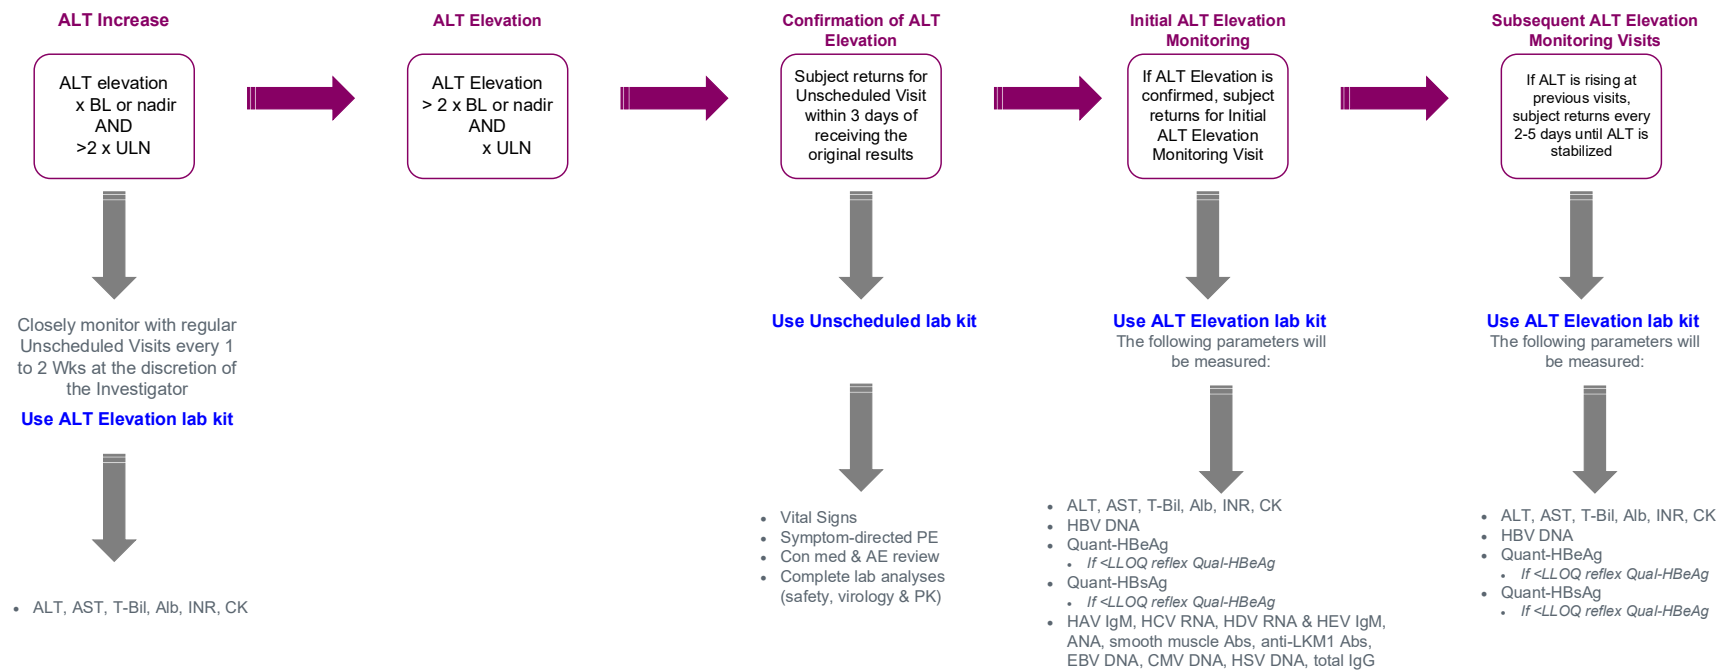 ALT Increase
ALT elevation
x BL or nadir
AND
>2 x ULN
Closely monitor with regular
Unscheduled Visits every 1
to 2 Wks at the discretion of
the Investigator
Use ALT Elevation lab kit
• ALT, AST, T-Bil, Alb, INR, CK
ALT Elevation
ALT Elevation
> 2 x BL or nadir
AND
x ULN
Confirmation of ALT
Elevation
Subject returns for
Unscheduled Visit
within 3 days of
receiving the
original results
Use Unscheduled lab kit
• Vital Signs
• Symptom-directed PE
• Con med & AE review
• Complete lab analyses
(safety, virology & PK)
Initial ALT Elevation
Monitoring
If ALT Elevation is
confirmed, subject
returns for Initial
ALT Elevation
Monitoring Visit
Use ALT Elevation lab kit
The following parameters will
be measured:
• ALT, AST, T-Bil, Alb, INR, CK
• HBV DNA
• Quant-HBeAg
• If <LLOQ reflex Qual-HBeAg
• Quant-HBsAg
• If <LLOQ reflex Qual-HBeAg
• HAV IgM, HCV RNA, HDV RNA & HEV IgM,
ANA, smooth muscle Abs, anti-LKM1 Abs,
EBV DNA, CMV DNA, HSV DNA, total IgG
Subsequent ALT Elevation
Monitoring Visits
If ALT is rising at
previous visits,
subject returns every
2-5 days until ALT is
stabilized
Use ALT Elevation lab kit
The following parameters will
be measured:
• ALT, AST, T-Bil, Alb, INR, CK
• HBV DNA
• Quant-HBeAg
• If <LLOQ reflex Qual-HBeAg
• Quant-HBsAg
• If <LLOQ reflex Qual-HBeAg